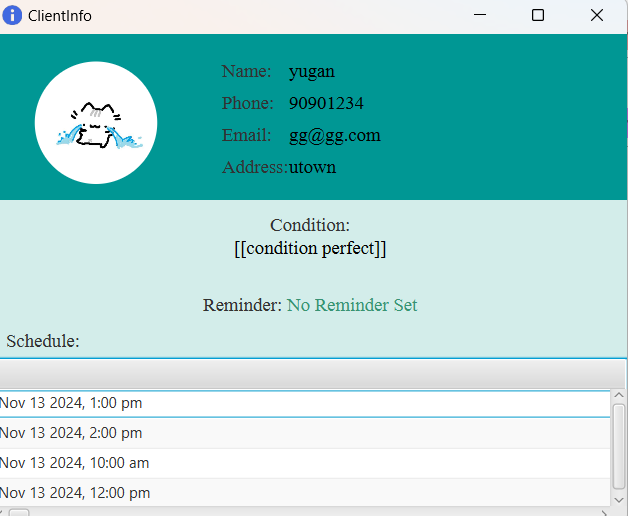 ClientInfo
Name: yugan
Phone: 90901234
Email: gg@gg.com
Address:utown
Condition:
[[condition perfect]]
Reminder: No Reminder Set
Schedule:
Nov 13 2024, 1:00 pm
Nov 13 2024, 2:00 pm
Nov 13 2024, 10:00 am
Nov 13 2024, 12:00 pm